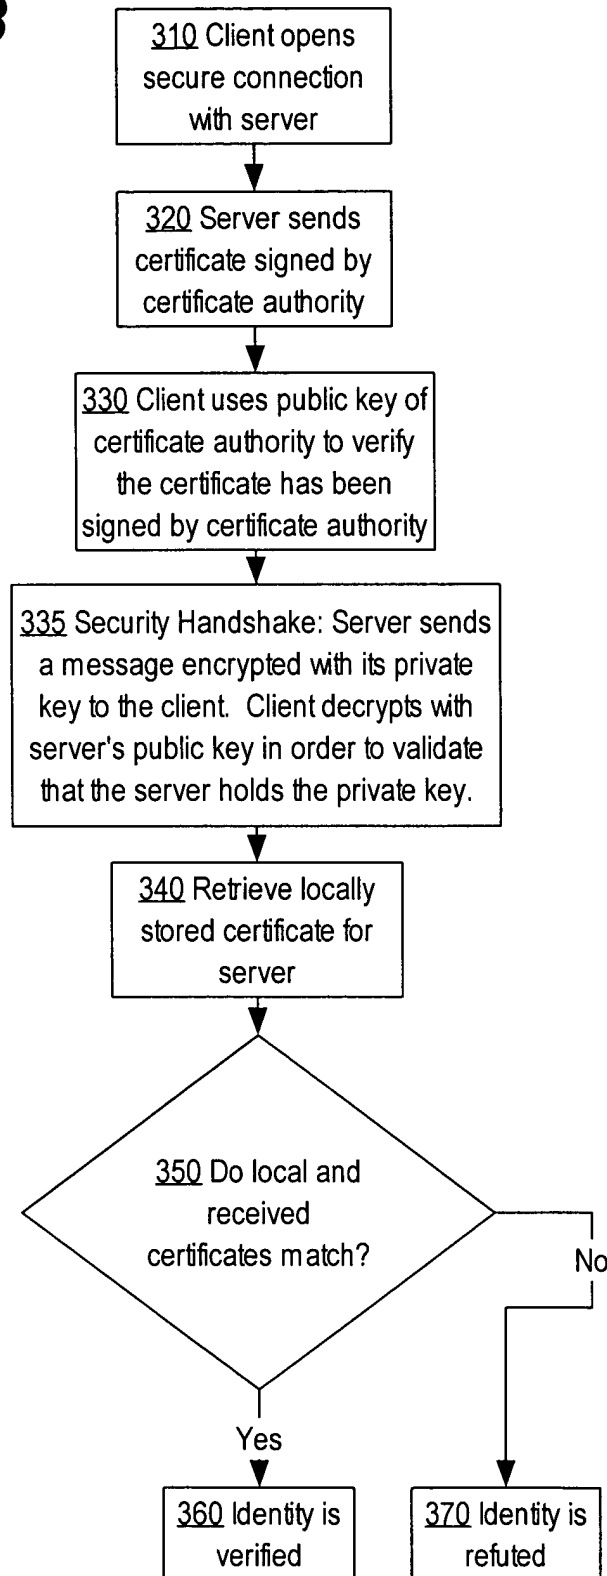 310 Client opens
secure connection
with server
320 Server sends
certificate signed by
certificate authority
330 Client uses public key of
certificate authority to verify
the certificate has been
signed by certificate authority
335 Security Handshake: Server sends
a message encrypted with its private
key to the client. Client decrypts with
server's public key in order to validate
that the server holds the private key.
340 Retrieve locally
stored certificate for
server
350 Do local and
received
certificates match?
No
Yes
360 Identity is
verified
370 Identity is
refuted